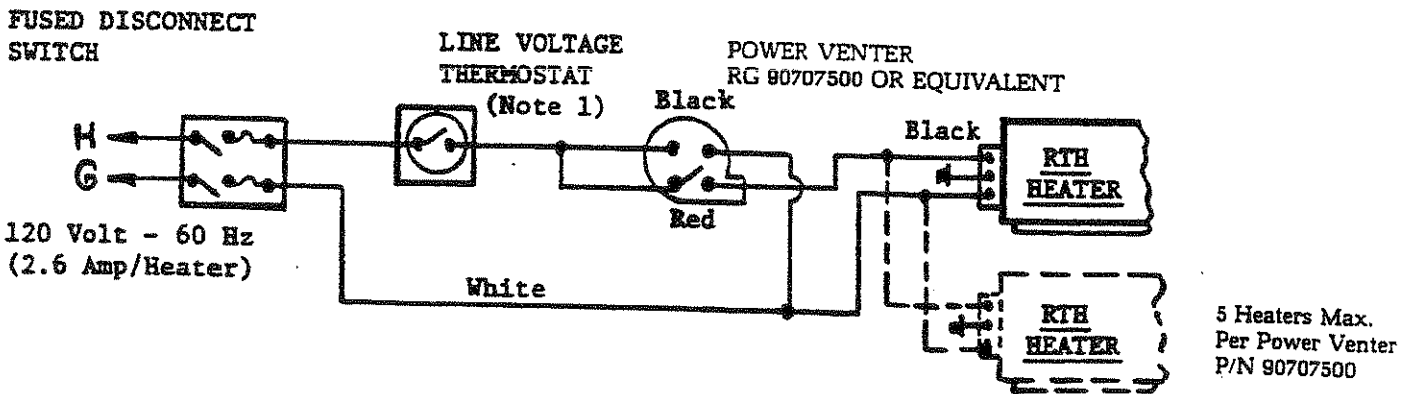 FUSED DISCONNECT
SWITCH
LINE VOLTAGE
THERMOSTAT
(Note 1)
POWER VENTER
RG 90707500 OR EQUIVALENT
Black
Black
H
G
RTH
HEATER
Red
120 Volt - 60 Hz
(2.6 Amp/Heater)
White
RTH
HEATER
5 Heaters Max.
Per Power Venter
P/N 90707500